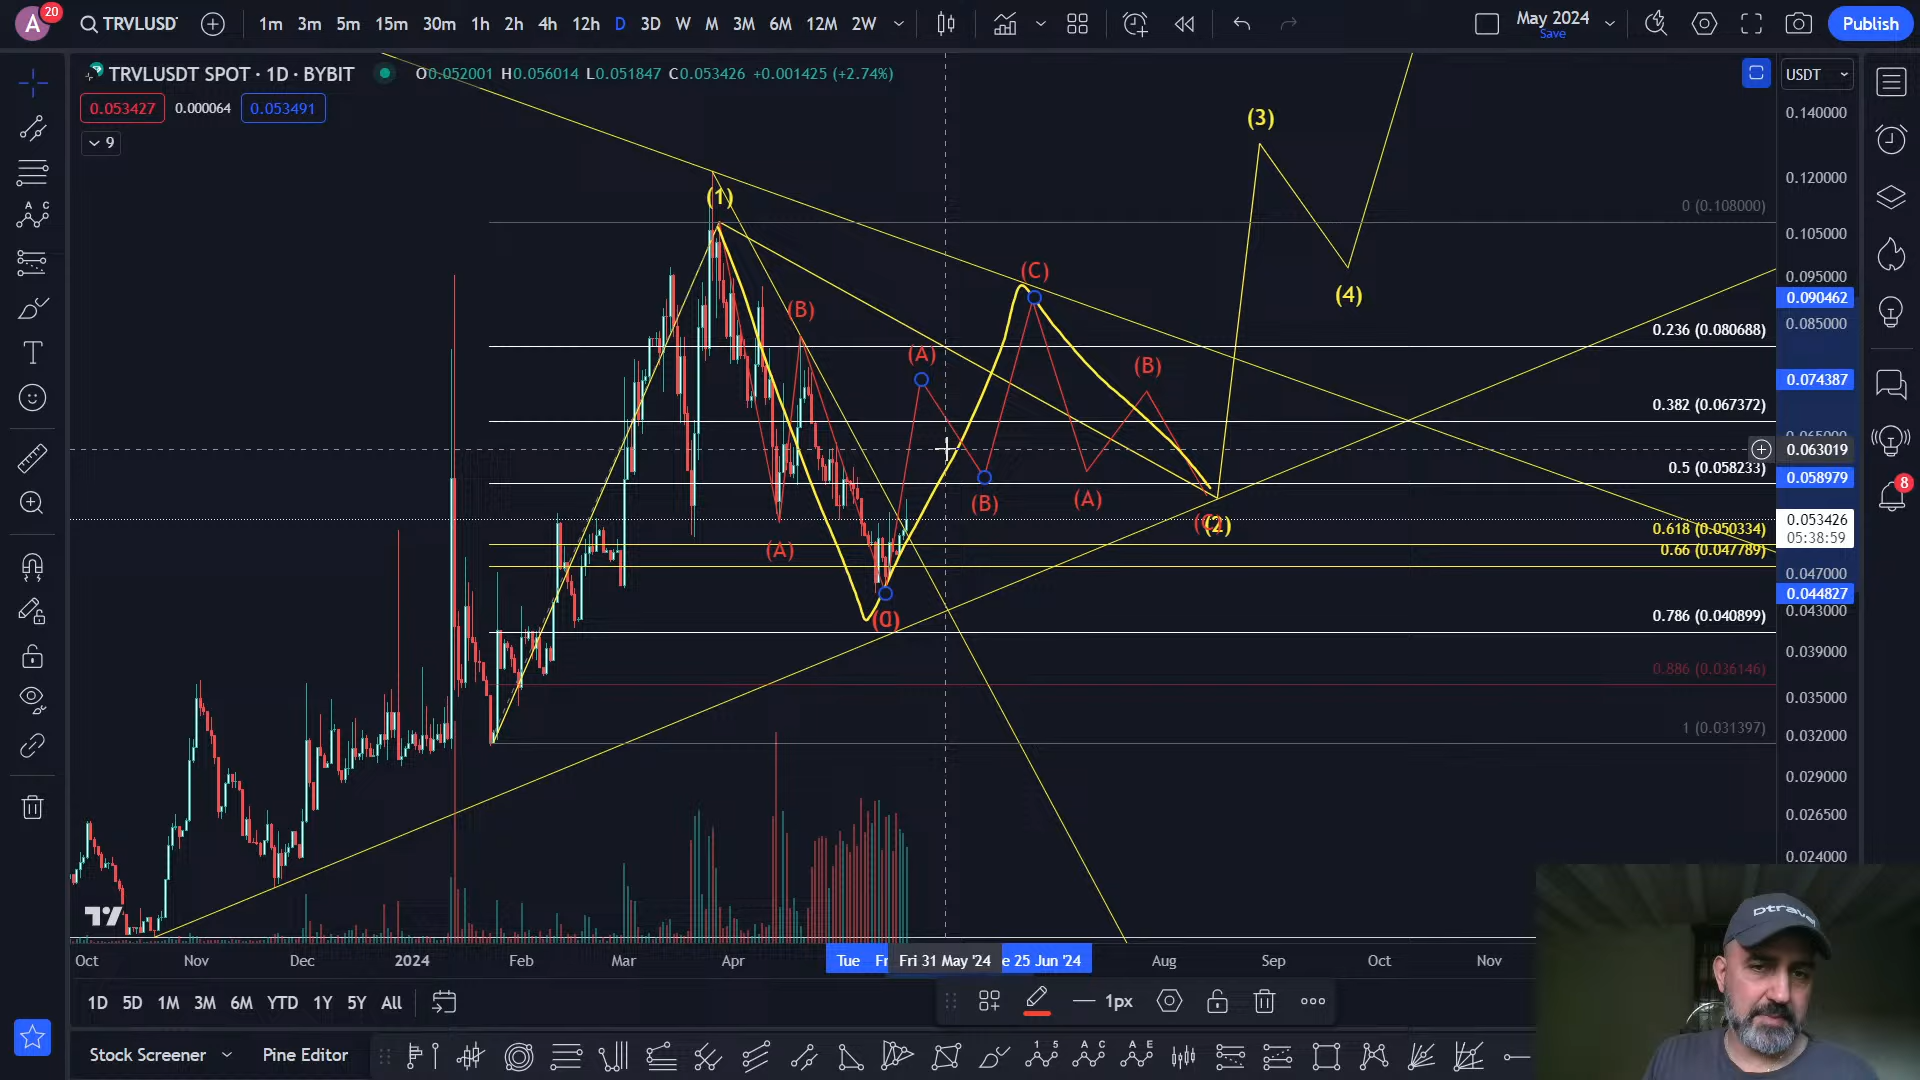 A
20
TRVLUSDT
1m 3m 5m 15m 30m 1h 2h 4h 12h D 3D W M 3M 6M 12M 2W
May 2024
Save
Publish
TRVLUSDT SPOT · 1D · BYBIT
O0.052001 H0.056014 L0.051847 C0.053426 +0.001425 (+2.74%)
0.053427 0.000064 0.053491
9
USDT
0.140000
0.120000
0.105000
0.095000
0.090462
0.085000
0.074387
0.063019
0.058979
0.053426
05:38:59
0.047000
0.044827
0.043000
0.039000
0.035000
0.032000
0.029000
0.026500
0.024000
0 (0.108000)
0.236 (0.080688)
0.382 (0.067372)
0.5 (0.058233)
0.618 (0.050334)
0.66 (0.047789)
0.786 (0.040899)
0.886 (0.036146)
1 (0.031397)
(1)
(3)
(4)
(B)
(A)
(A)
(B)
(C)
(A)
(B)
(2)
8
Oct Nov Dec 2024 Feb Mar Apr Tue Fr Fri 31 May '24 e 25 Jun '24 Aug Sep Oct Nov
1D 5D 1M 3M 6M YTD 1Y 5Y All
1px
Stock Screener Pine Editor
Dtravel